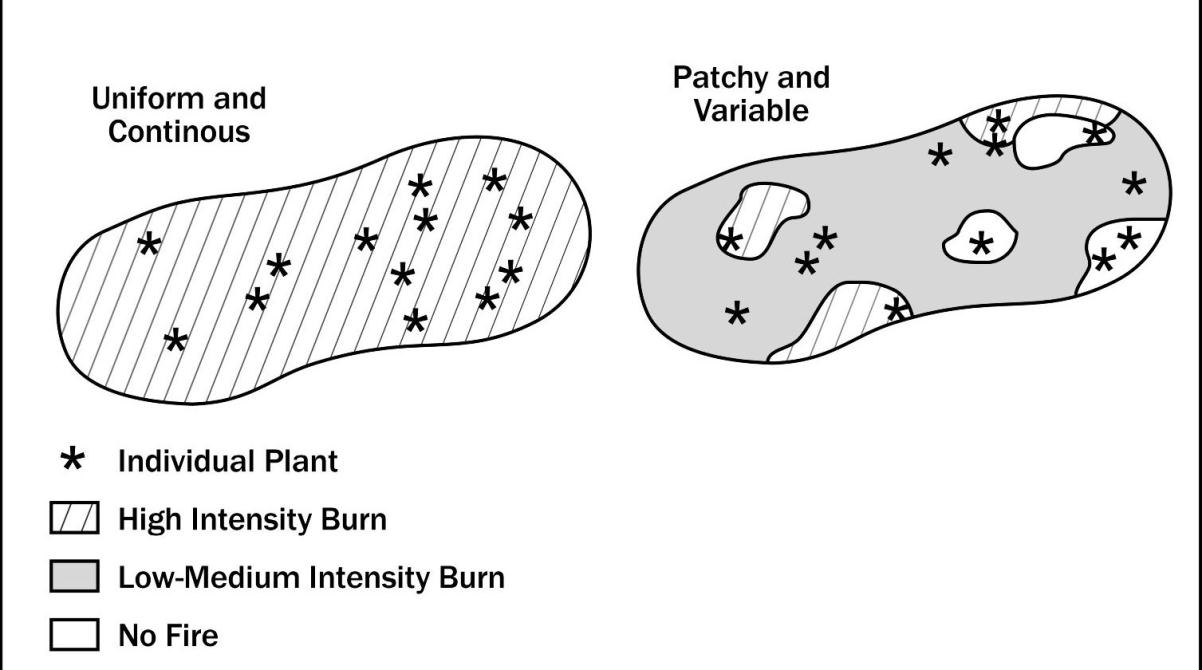 Uniform and
Continous
Patchy and
Variable
Individual Plant
High Intensity Burn
Low-Medium Intensity Burn
No Fire